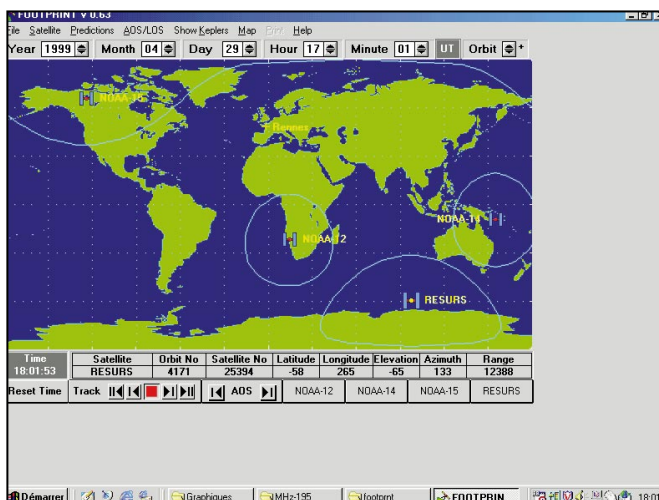 FOOTPRINT V 0.63
File Satellite Predictions AOS/LOS Show Keplers Map Print Help
Year 1999 Month 04 Day 29 Hour 17 Minute 01 UT Orbit +
NOAA-15
Rennes
NOAA-14
NOAA-12
RESURS
Time Satellite Orbit No Satellite No Latitude Longitude Elevation Azimuth Range
18:01:53 RESURS 4171 25394 -58 265 -65 133 12388
Reset Time Track AOS NOAA-12 NOAA-14 NOAA-15 RESURS
Démarrer Graphiques MHz-195 footprnt FOOTPRIN 18:01